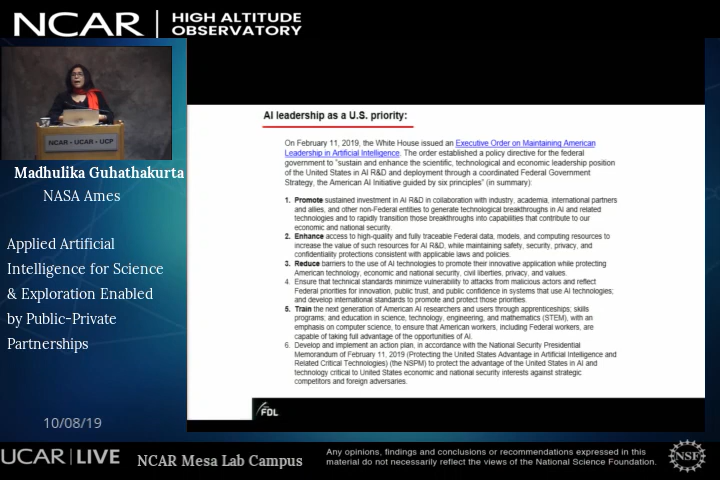 NCAR | HIGH ALTITUDE
OBSERVATORY
NCAR - UCAR - UCP
Madhulika Guhathakurta
NASA Ames
Applied Artificial
Intelligence for Science
& Exploration Enabled
by Public-Private
Partnerships
10/08/19
AI leadership as a U.S. priority:
On February 11, 2019, the White House issued an Executive Order on Maintaining American
Leadership in Artificial Intelligence. The order established a policy directive for the federal
government to "sustain and enhance the scientific, technological and economic leadership position
of the United States in AI R&D and deployment through a coordinated Federal Government
Strategy, the American AI Initiative guided by six principles" (in summary):
1. Promote sustained investment in AI R&D in collaboration with industry, academia, international partners
and allies, and other non-Federal entities to generate technological breakthroughs in AI and related
technologies and to rapidly transition those breakthroughs into capabilities that contribute to our
economic and national security.
2. Enhance access to high-quality and fully traceable Federal data, models, and computing resources to
increase the value of such resources for AI R&D, while maintaining safety, security, privacy, and
confidentiality protections consistent with applicable laws and policies.
3. Reduce barriers to the use of AI technologies to promote their innovative application while protecting
American technology, economic and national security, civil liberties, privacy, and values.
4. Ensure that technical standards minimize vulnerability to attacks from malicious actors and reflect
Federal priorities for innovation, public trust, and public confidence in systems that use AI technologies;
and develop international standards to promote and protect those priorities.
5. Train the next generation of American AI researchers and users through apprenticeships; skills
programs; and education in science, technology, engineering, and mathematics (STEM), with an
emphasis on computer science, to ensure that American workers, including Federal workers, are
capable of taking full advantage of the opportunities of AI.
6. Develop and implement an action plan, in accordance with the National Security Presidential
Memorandum of February 11, 2019 (Protecting the United States Advantage in Artificial Intelligence and
Related Critical Technologies) (the NSPM) to protect the advantage of the United States in AI and
technology critical to United States economic and national security interests against strategic
competitors and foreign adversaries.
FDL
UCAR|LIVE NCAR Mesa Lab Campus
Any opinions, findings and conclusions or recommendations expressed in this
material do not necessarily reflect the views of the National Science Foundation.
NSF